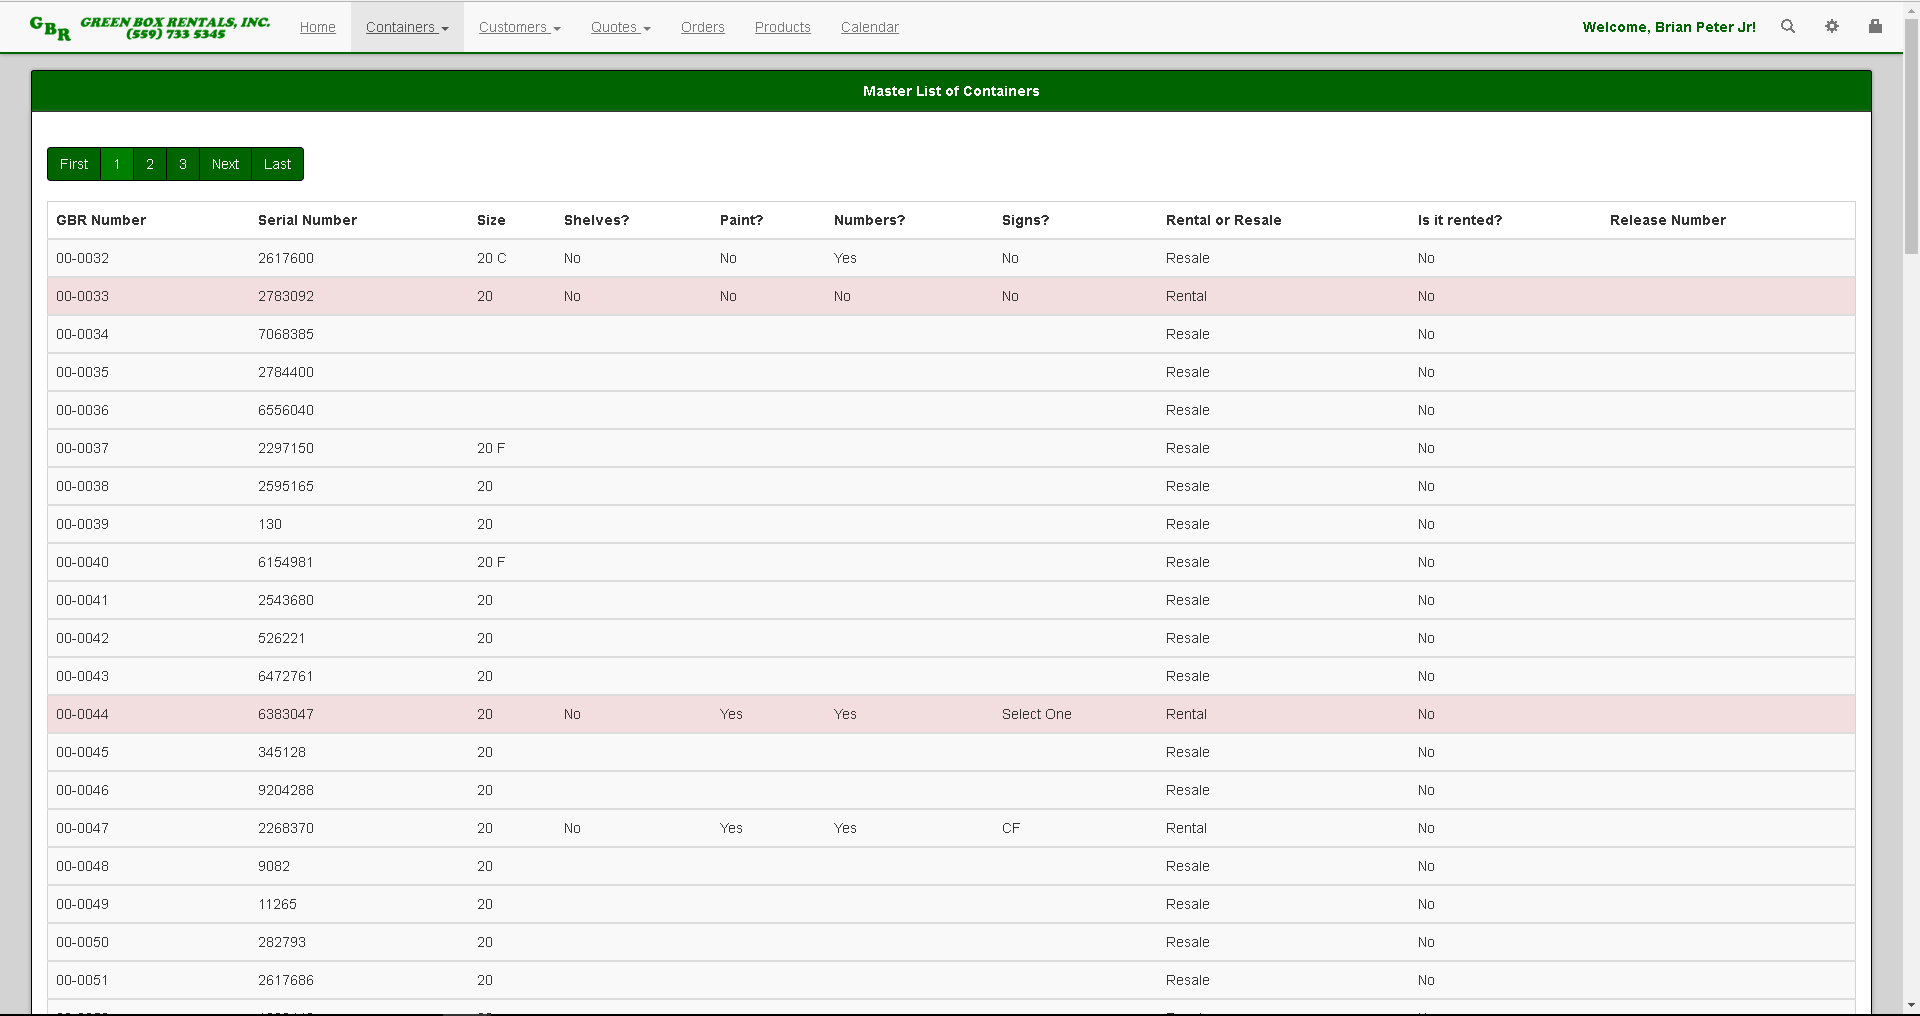 GBR GREEN BOX RENTALS, INC.
(559) 733 5345
Home Containers Customers Quotes Orders Products Calendar Welcome, Brian Peter Jr!
Master List of Containers
First 1 2 3 Next Last
GBR Number Serial Number Size Shelves? Paint? Numbers? Signs? Rental or Resale Is it rented? Release Number
00-0032 2617600 20 C No No Yes No Resale No
00-0033 2783092 20 No No No No Rental No
00-0034 7068385 Resale No
00-0035 2784400 Resale No
00-0036 6556040 Resale No
00-0037 2297150 20 F Resale No
00-0038 2595165 20 Resale No
00-0039 130 20 Resale No
00-0040 6154981 20 F Resale No
00-0041 2543680 20 Resale No
00-0042 526221 20 Resale No
00-0043 6472761 20 Resale No
00-0044 6383047 20 No Yes Yes Select One Rental No
00-0045 345128 20 Resale No
00-0046 9204288 20 Resale No
00-0047 2268370 20 No Yes Yes CF Rental No
00-0048 9082 20 Resale No
00-0049 11265 20 Resale No
00-0050 282793 20 Resale No
00-0051 2617686 20 Resale No